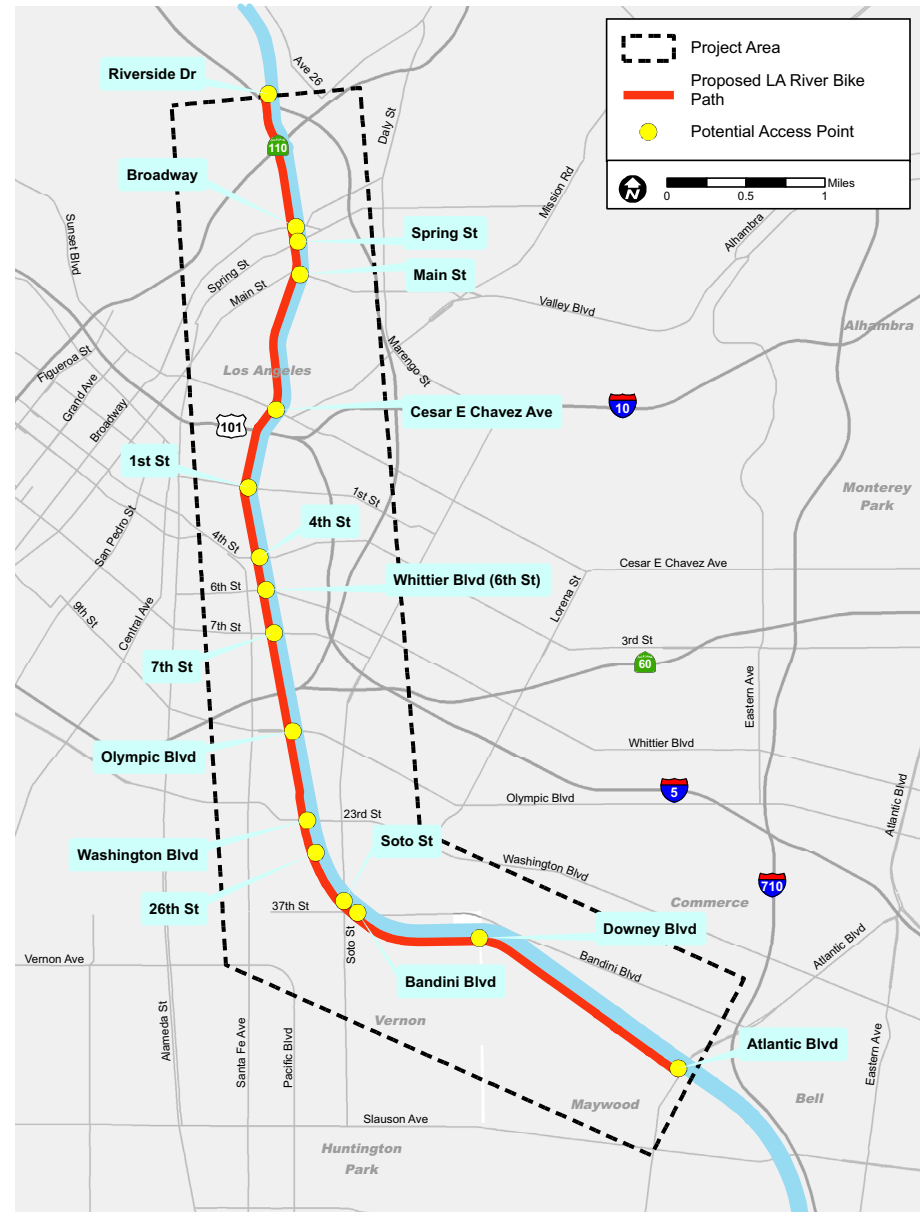 Project Area
Proposed LA River Bike
Path
Potential Access Point
N
0 0.5 1 Miles
Riverside Dr
Ave 26
Daly St
110
Broadway
Mission Rd
Sunset Blvd
Spring St
Alhambra
Spring St
Main St
Main St
Valley Blvd
Alhambra
Figueroa St
Marengo St
Los Angeles
Grand Ave
Broadway
Cesar E Chavez Ave
10
101
1st St
1st St
Monterey
Park
San Pedro St
4th St
4th St
Cesar E Chavez Ave
Whittier Blvd (6th St)
6th St
Lorena St
9th St
Central Ave
7th St
3rd St
7th St
60
Eastern Ave
Olympic Blvd
Whittier Blvd
5
Olympic Blvd
Atlantic Blvd
23rd St
Soto St
Washington Blvd
Washington Blvd
710
26th St
37th St
Commerce
Soto St
Downey Blvd
Atlantic Blvd
Vernon Ave
Bandini Blvd
Bandini Blvd
Alameda St
Santa Fe Ave
Pacific Blvd
Vernon
Atlantic Blvd
Eastern Ave
Maywood
Bell
Slauson Ave
Huntington
Park